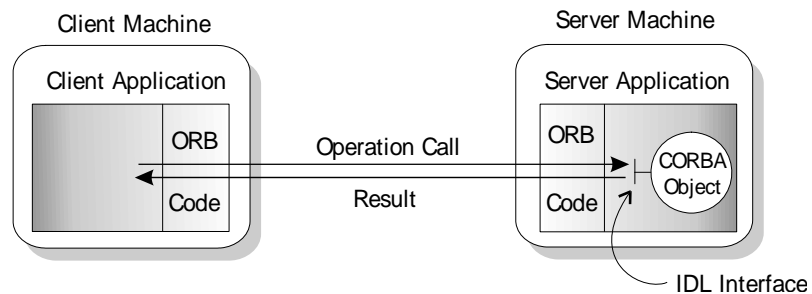 Client Machine
Server Machine
Client Application
Server Application
ORB
Code
Operation Call
Result
ORB
Code
CORBA
Object
IDL Interface